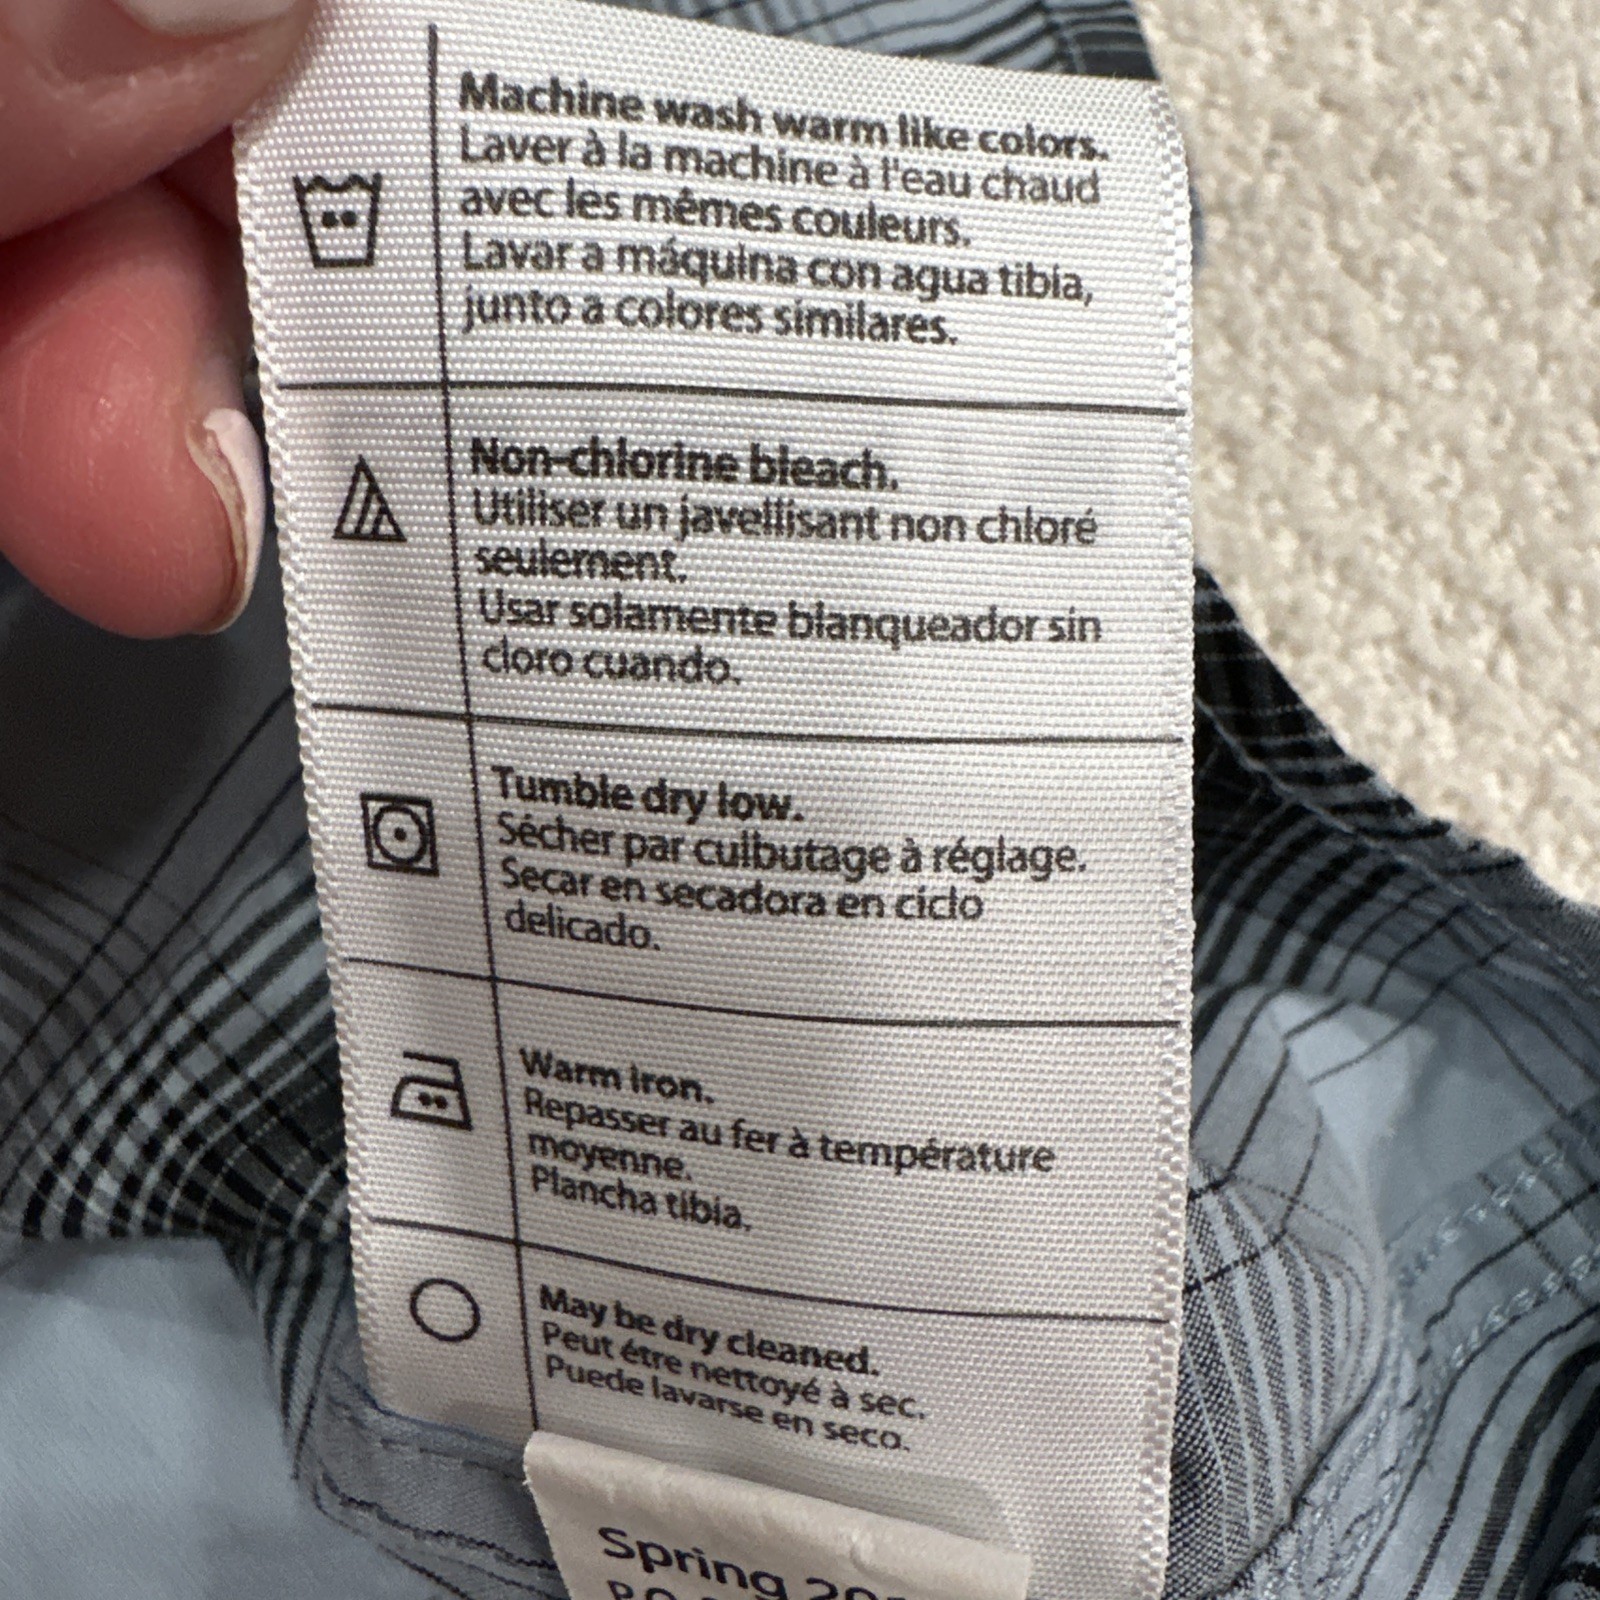 Machine wash warm like colors.
Laver à la machine à l'eau chaud
avec les mêmes couleurs.
Lavar a máquina con agua tibia,
junto a colores similares.
Non-chlorine bleach.
Utiliser un javellisant non chloré
seulement.
Usar solamente blanqueador sin
cloro cuando.
Tumble dry low.
Sécher par culbutage à réglage.
Secar en secadora en ciclo
delicado.
Warm iron.
Repasser au fer à température
moyenne.
Plancha tibia.
May be dry cleaned.
Peut étre nettoyé à sec.
Puede lavarse en seco.
Spring